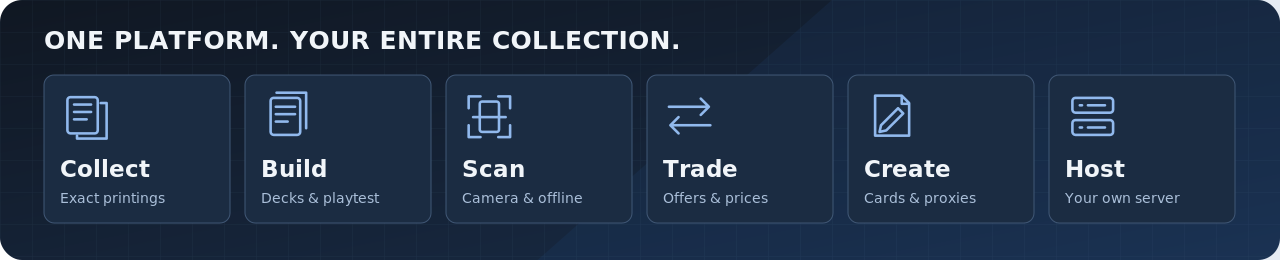 ONE PLATFORM. YOUR ENTIRE COLLECTION.
Collect
Exact printings
Build
Decks & playtest
Scan
Camera & offline
Trade
Offers & prices
Create
Cards & proxies
Host
Your own server